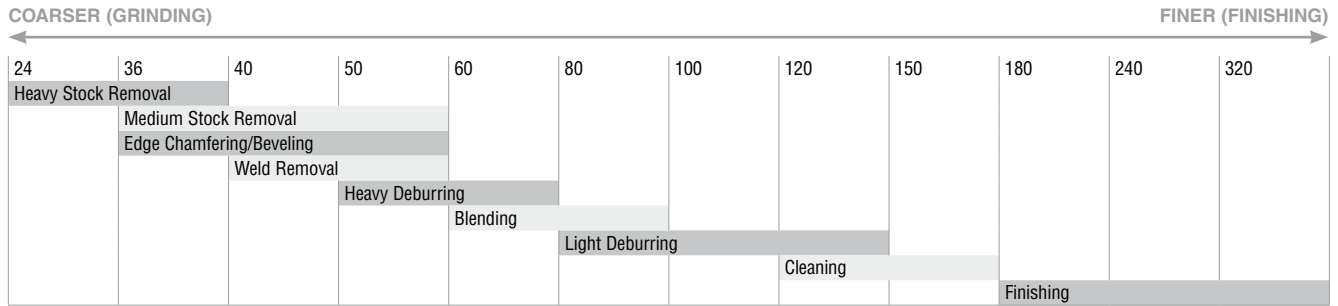 COARSER (GRINDING) FINER (FINISHING)
24 36 40 50 60 80 100 120 150 180 240 320
Heavy Stock Removal
Medium Stock Removal
Edge Chamfering/Beveling
Weld Removal
Heavy Deburring
Blending
Light Deburring
Cleaning
Finishing